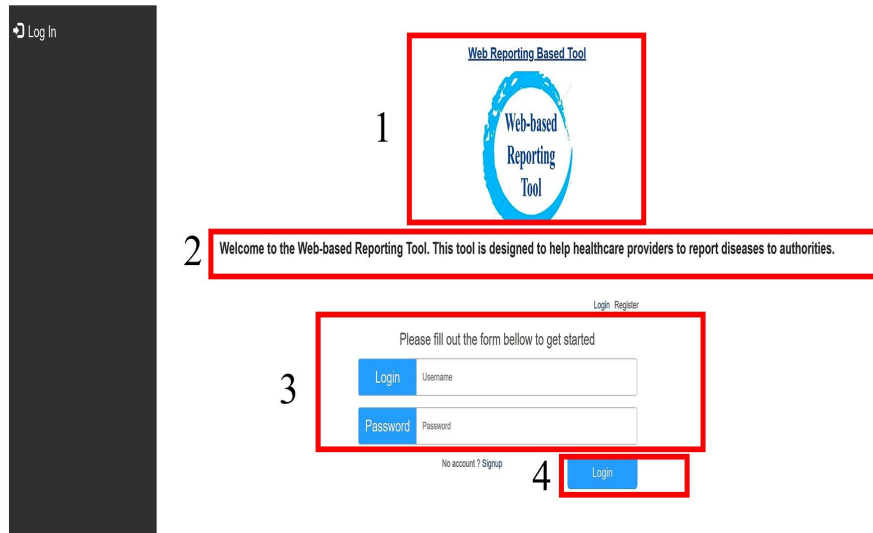 Log In
Web Reporting Based Tool
1
Web-based
Reporting
Tool
2
Welcome to the Web-based Reporting Tool. This tool is designed to help healthcare providers to report diseases to authorities.
Login Register
3
Please fill out the form bellow to get started
Login Username
Password Password
No account ? Signup
4
Login